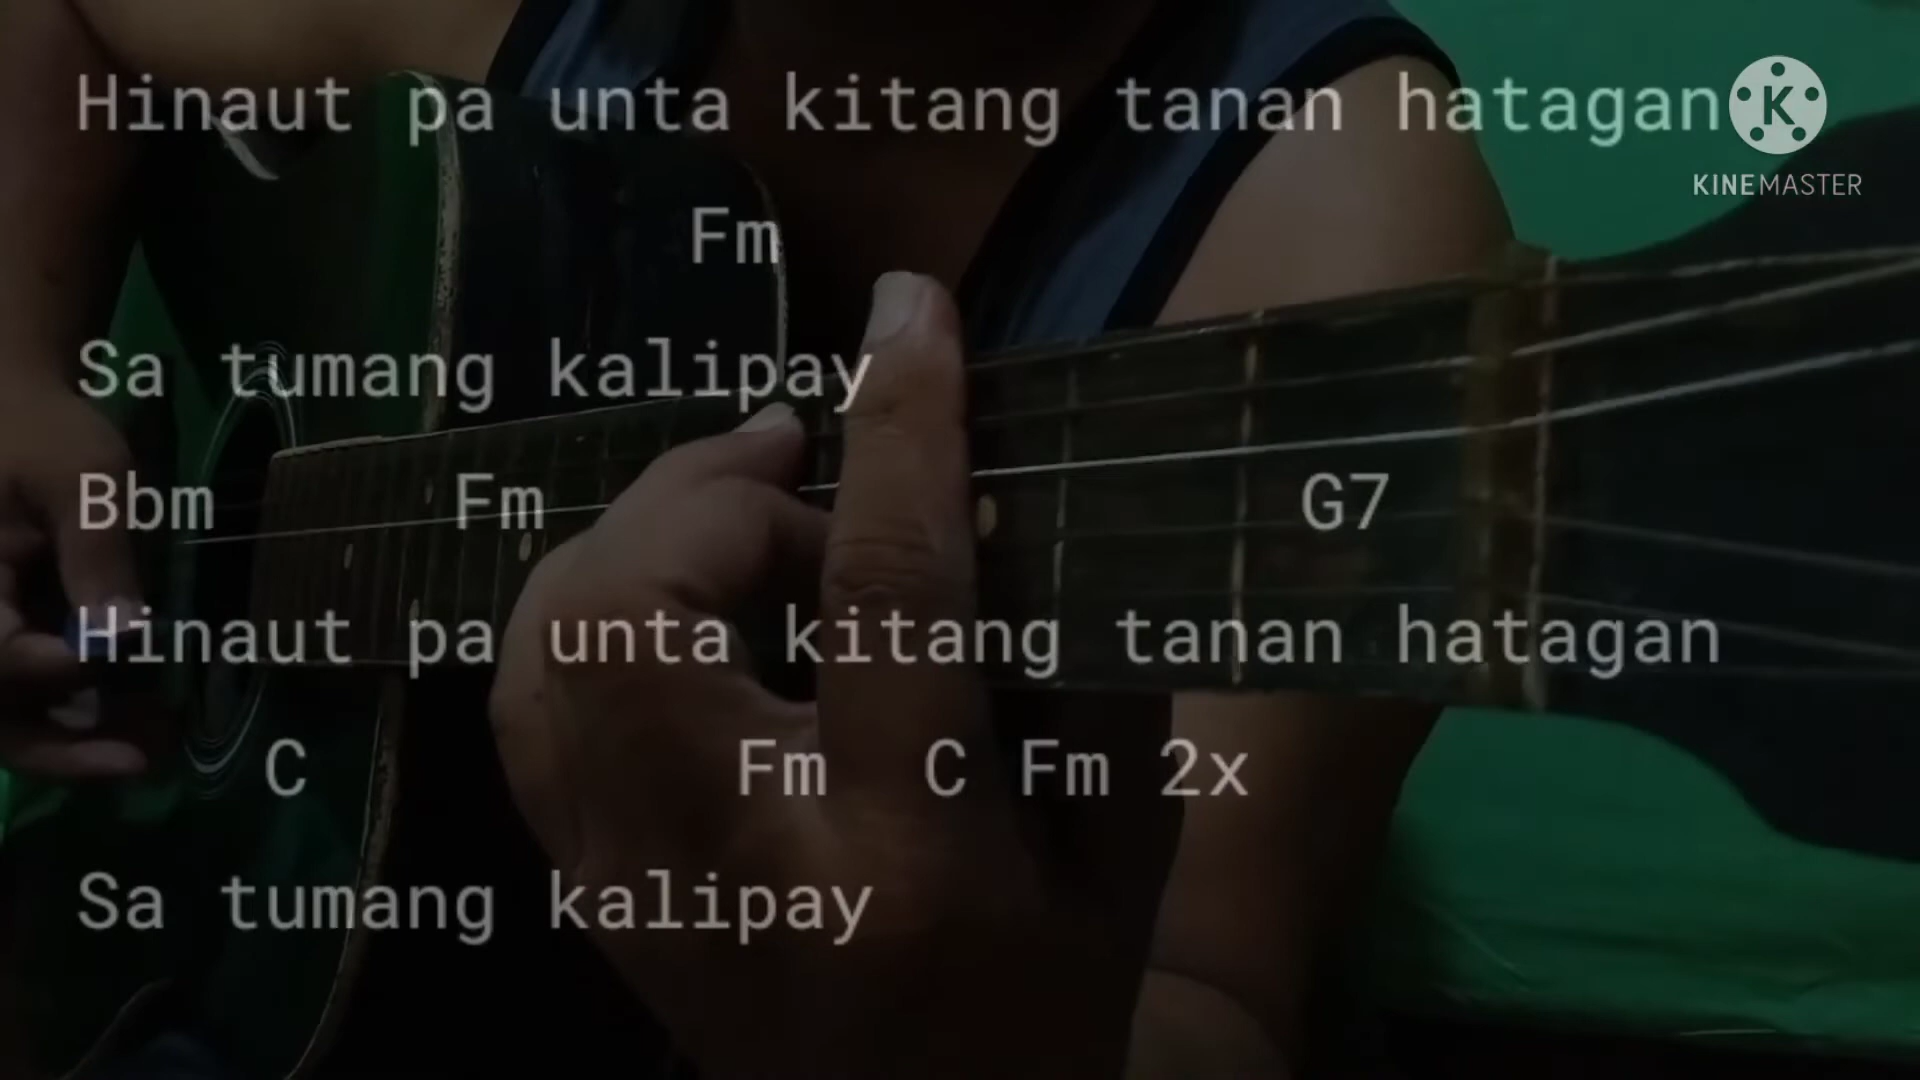 Hinaut pa unta kitang tanan hatagan
K
KINEMASTER
Fm
Sa tumang kalipay
Bbm Fm G7
Hinaut pa unta kitang tanan hatagan
C Fm C Fm 2x
Sa tumang kalipay